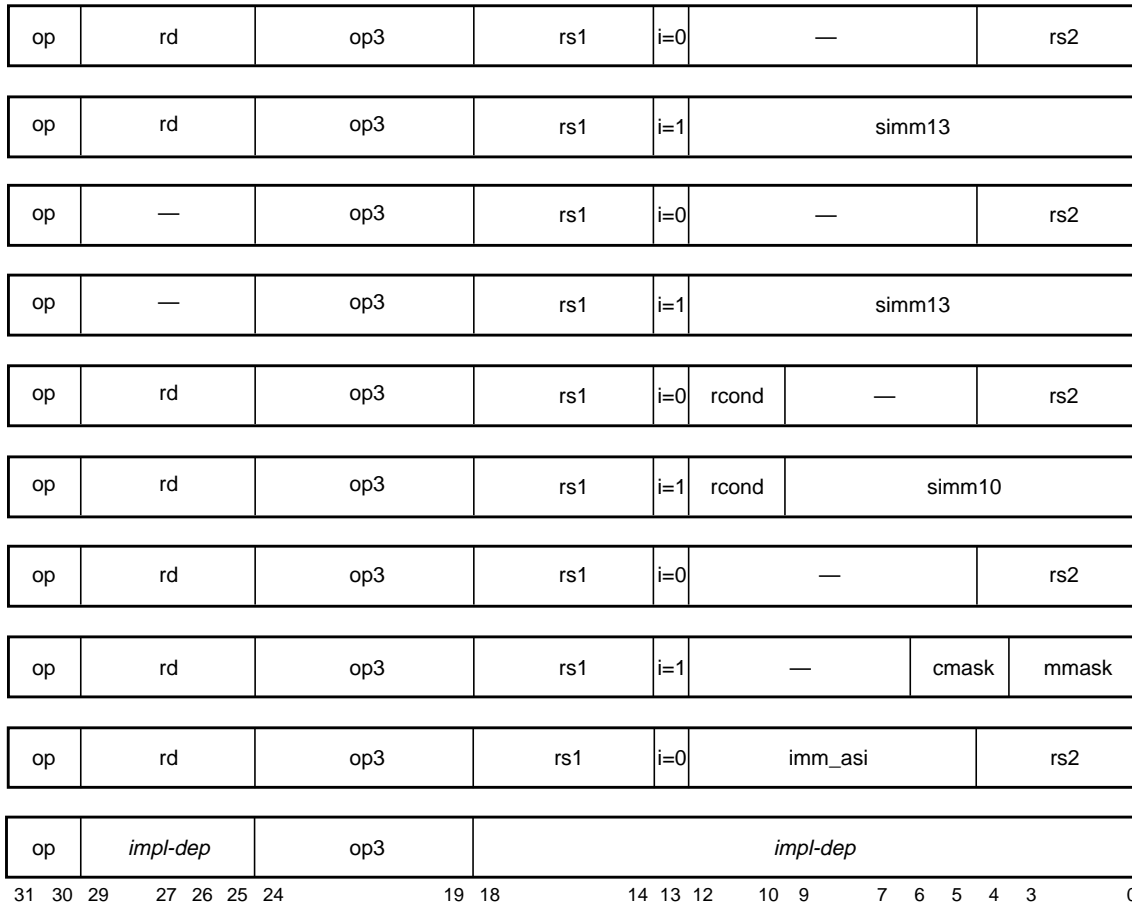 op rd op3 rs1 i=0 — rs2
op rd op3 rs1 i=1 simm13
op — op3 rs1 i=0 — rs2
op — op3 rs1 i=1 simm13
op rd op3 rs1 i=0 rcond — rs2
op rd op3 rs1 i=1 rcond simm10
op rd op3 rs1 i=0 — rs2
op rd op3 rs1 i=1 — cmask mmask
op rd op3 rs1 i=0 imm_asi rs2
op impl-dep op3 impl-dep
31 30 29 27 26 25 24 19 18 14 13 12 10 9 7 6 5 4 3 0